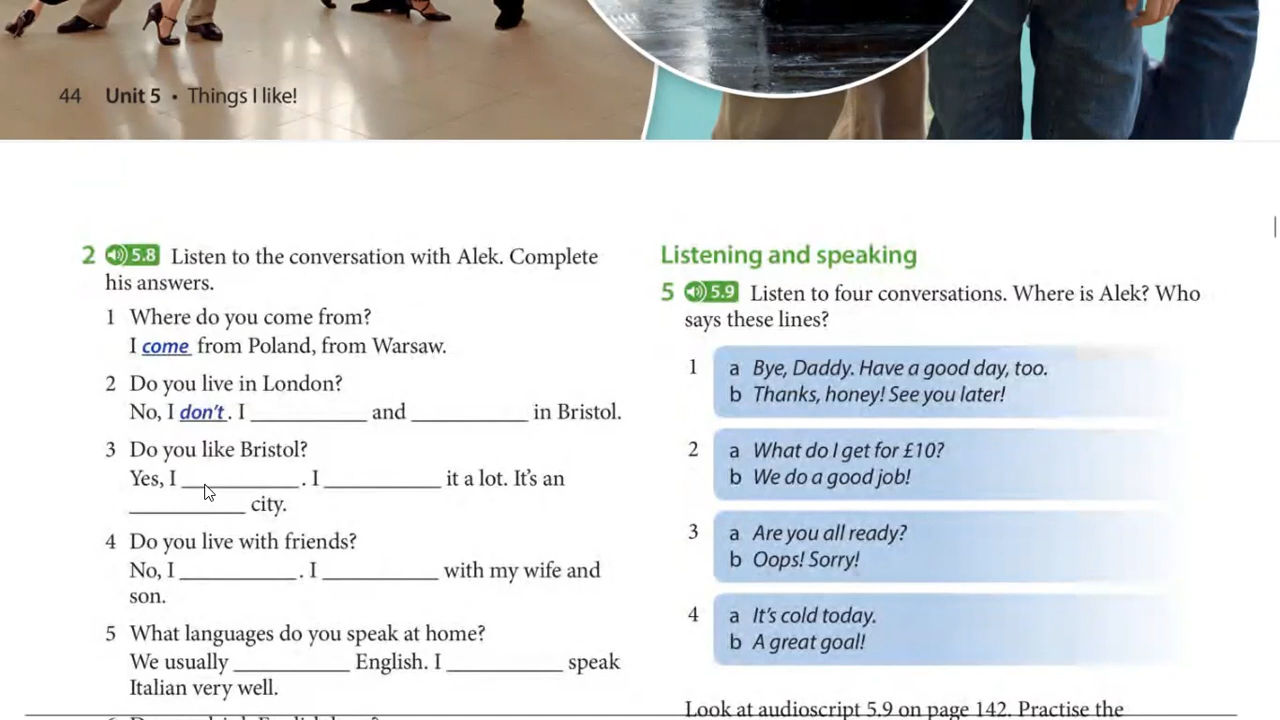 44 Unit 5 • Things I like!
2 5.8 Listen to the conversation with Alek. Complete
his answers.
1 Where do you come from?
I come from Poland, from Warsaw.
2 Do you live in London?
No, I don't. I ___________ and ___________ in Bristol.
3 Do you like Bristol?
Yes, I ___________. I ___________ it a lot. It's an
___________ city.
4 Do you live with friends?
No, I ___________. I ___________ with my wife and
son.
5 What languages do you speak at home?
We usually ___________ English. I ___________ speak
Italian very well.
Listening and speaking
5 5.9 Listen to four conversations. Where is Alek? Who
says these lines?
1 a Bye, Daddy. Have a good day, too.
b Thanks, honey! See you later!
2 a What do I get for £10?
b We do a good job!
3 a Are you all ready?
b Oops! Sorry!
4 a It's cold today.
b A great goal!
Look at audioscript 5.9 on page 142. Practise the